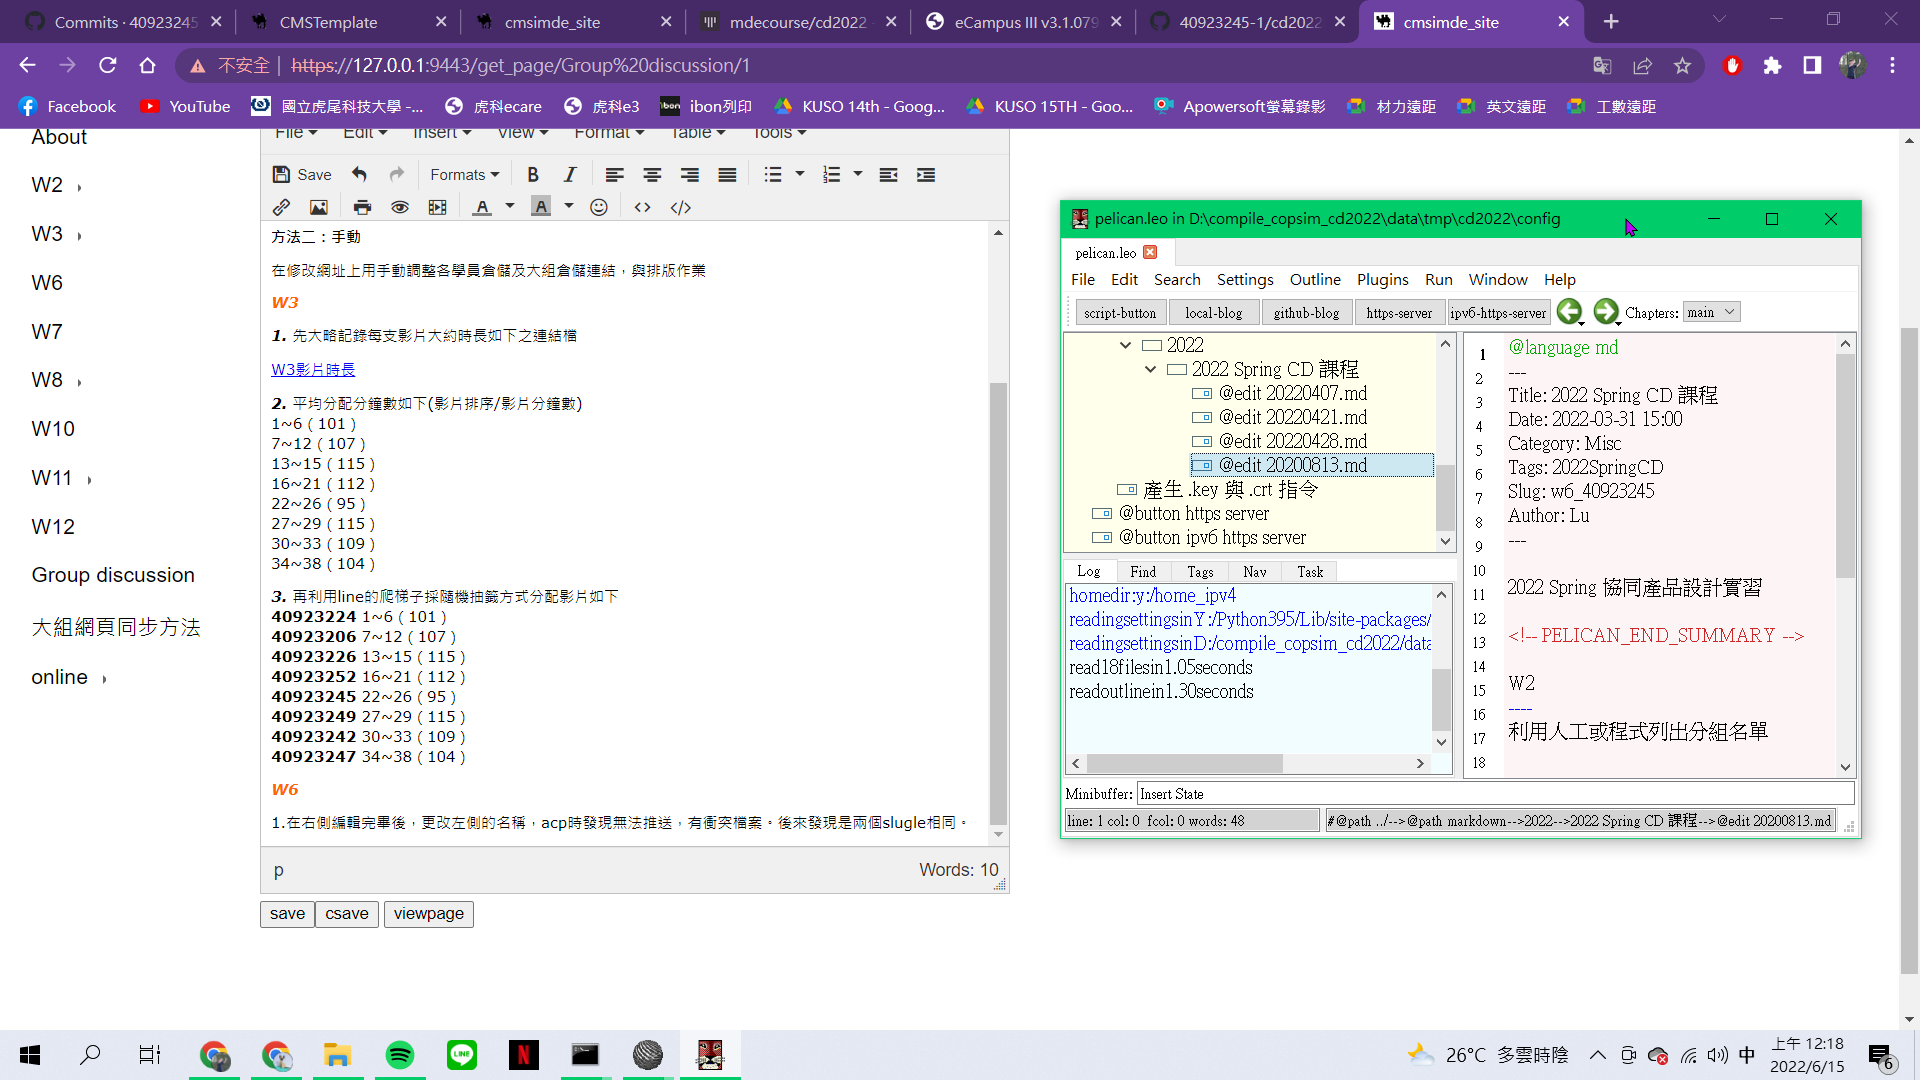 Commits · 40923245
CMSTemplate
cmsimde_site
mdecourse/cd2022
eCampus III v3.1.079
40923245-1/cd2022
cmsimde_site
不安全 | https://127.0.0.1:9443/get_page/Group%20discussion/1
Facebook
YouTube
國立虎尾科技大學 -...
虎科ecare
虎科e3
ibon列印
KUSO 14th - Goog...
KUSO 15TH - Goo...
Apowersoft螢幕錄影
材力遠距
英文遠距
工數遠距
About
W2
W3
W6
W7
W8
W10
W11
W12
Group discussion
大組網頁同步方法
online
File Edit Insert View Format Table Tools
Save Formats B I
A A
方法二：手動
在修改網址上用手動調整各學員倉儲及大組倉儲連結，與排版作業
W3
1. 先大略記錄每支影片大約時長如下之連結檔
W3影片時長
2. 平均分配分鐘數如下(影片排序/影片分鐘數)
1~6 ( 101 )
7~12 ( 107 )
13~15 ( 115 )
16~21 ( 112 )
22~26 ( 95 )
27~29 ( 115 )
30~33 ( 109 )
34~38 ( 104 )
3. 再利用line的爬梯子採隨機抽籤方式分配影片如下
40923224 1~6 ( 101 )
40923206 7~12 ( 107 )
40923226 13~15 ( 115 )
40923252 16~21 ( 112 )
40923245 22~26 ( 95 )
40923249 27~29 ( 115 )
40923242 30~33 ( 109 )
40923247 34~38 ( 104 )
W6
1.在右側編輯完畢後，更改左側的名稱，acp時發現無法推送，有衝突檔案。後來發現是兩個slugle相同。
p
Words: 10
save csave viewpage
pelican.leo in D:\compile_copsim_cd2022\data\tmp\cd2022\config
pelican.leo
File Edit Search Settings Outline Plugins Run Window Help
script-button local-blog github-blog https-server ipv6-https-server Chapters: main
2022
2022 Spring CD 課程
@edit 20220407.md
@edit 20220421.md
@edit 20220428.md
@edit 20200813.md
產生 .key 與 .crt 指令
@button https server
@button ipv6 https server
Log Find Tags Nav Task
homedir:y:/home_ipv4
readingsettingsinY:/Python395/Lib/site-packages/
readingsettingsinD:/compile_copsim_cd2022/data
read18filesin1.05seconds
readoutlinein1.30seconds
1 @language md
2 ---
3 Title: 2022 Spring CD 課程
4 Date: 2022-03-31 15:00
5 Category: Misc
6 Tags: 2022SpringCD
7 Slug: w6_40923245
8 Author: Lu
9 ---
10
11 2022 Spring 協同產品設計實習
12
13 <!-- PELICAN_END_SUMMARY -->
14
15 W2
16 ----
17 利用人工或程式列出分組名單
18
Minibuffer: Insert State
line: 1 col: 0 fcol: 0 words: 48
#@path ../-->@path markdown-->2022-->2022 Spring CD 課程-->@edit 20200813.md
LINE
N
26°C 多雲時陰
中
上午 12:18
2022/6/15
6